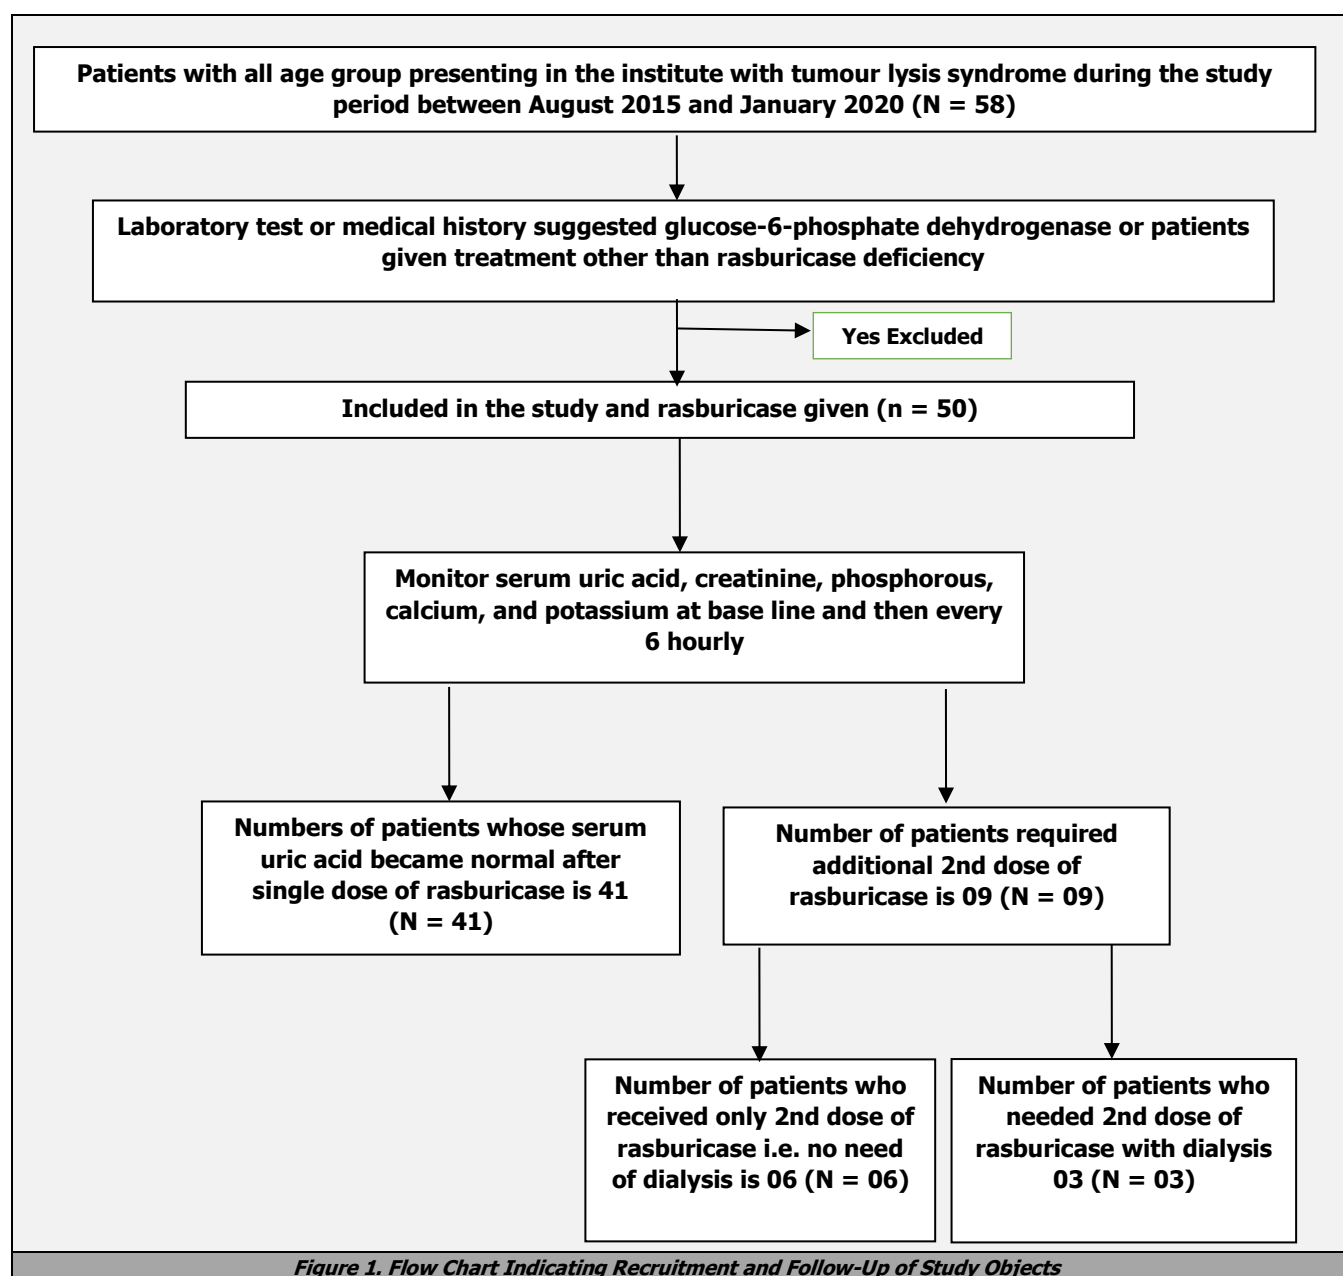 Patients with all age group presenting in the institute with tumour lysis syndrome during the study
period between August 2015 and January 2020 (N = 58)
Laboratory test or medical history suggested glucose-6-phosphate dehydrogenase or patients
given treatment other than rasburicase deficiency
Yes Excluded
Included in the study and rasburicase given (n = 50)
Monitor serum uric acid, creatinine, phosphorous,
calcium, and potassium at base line and then every
6 hourly
Numbers of patients whose serum
uric acid became normal after
single dose of rasburicase is 41
(N = 41)
Number of patients required
additional 2nd dose of
rasburicase is 09 (N = 09)
Number of patients who
received only 2nd dose of
rasburicase i.e. no need
of dialysis is 06 (N = 06)
Number of patients who
needed 2nd dose of
rasburicase with dialysis
03 (N = 03)
Figure 1. Flow Chart Indicating Recruitment and Follow-Up of Study Objects